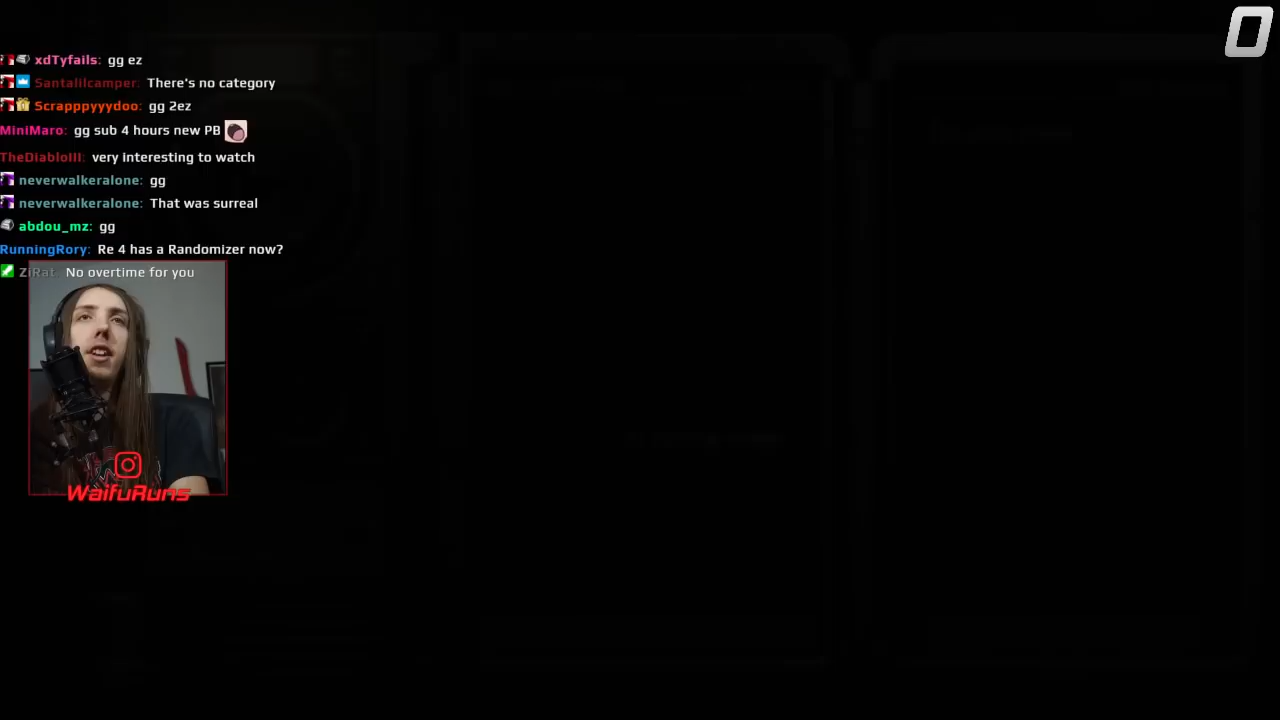 0
xdTyfails: gg ez
Santalilcamper: There's no category
Scrapppyyydoo: gg 2ez
MiniMaro: gg sub 4 hours new PB
TheDiabloIII: very interesting to watch
neverwalkeralone: gg
neverwalkeralone: That was surreal
abdou_mz: gg
RunningRory: Re 4 has a Randomizer now?
ZiRat: No overtime for you
WaifuRuns